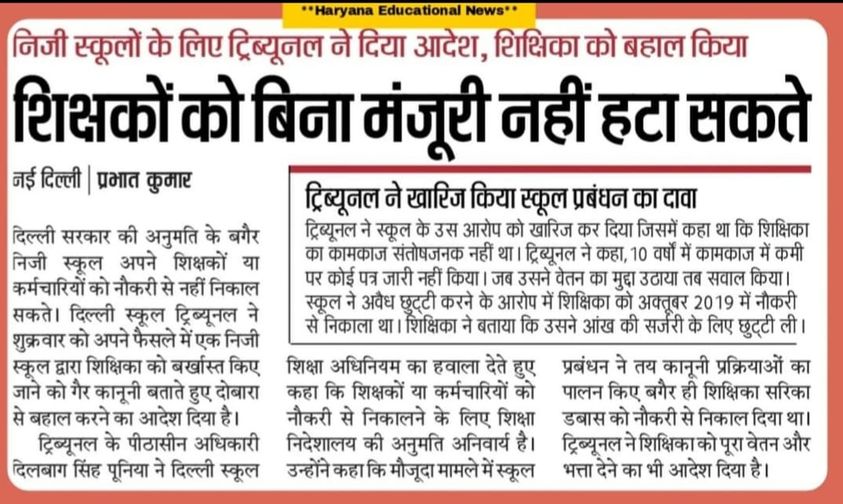 **Haryana Educational News**
निजी स्कूलों के लिए ट्रिब्यूनल ने दिया आदेश, शिक्षिका को बहाल किया
शिक्षकों को बिना मंजूरी नहीं हटा सकते
नई दिल्ली | प्रभात कुमार
दिल्ली सरकार की अनुमति के बगैर
निजी स्कूल अपने शिक्षकों या
कर्मचारियों को नौकरी से नहीं निकाल
सकते। दिल्ली स्कूल ट्रिब्यूनल ने
शुक्रवार को अपने फैसले में एक निजी
स्कूल द्वारा शिक्षिका को बर्खास्त किए
जाने को गैर कानूनी बताते हुए दोबारा
से बहाल करने का आदेश दिया है।
ट्रिब्यूनल के पीठासीन अधिकारी
दिलबाग सिंह पूनिया ने दिल्ली स्कूल
ट्रिब्यूनल ने खारिज किया स्कूल प्रबंधन का दावा
ट्रिब्यूनल ने स्कूल के उस आरोप को खारिज कर दिया जिसमें कहा था कि शिक्षिका
का कामकाज संतोषजनक नहीं था। ट्रिब्यूनल ने कहा, 10 वर्षों में कामकाज में कमी
पर कोई पत्र जारी नहीं किया। जब उसने वेतन का मुद्दा उठाया तब सवाल किया।
स्कूल ने अवैध छुट्टी करने के आरोप में शिक्षिका को अक्तूबर 2019 में नौकरी
से निकाला था। शिक्षिका ने बताया कि उसने आंख की सर्जरी के लिए छुट्टी ली।
शिक्षा अधिनियम का हवाला देते हुए
कहा कि शिक्षकों या कर्मचारियों को
नौकरी से निकालने के लिए शिक्षा
निदेशालय की अनुमति अनिवार्य है।
उन्होंने कहा कि मौजूदा मामले में स्कूल
प्रबंधन ने तय कानूनी प्रक्रियाओं का
पालन किए बगैर ही शिक्षिका सरिका
डबास को नौकरी से निकाल दिया था।
ट्रिब्यूनल ने शिक्षिका को पूरा वेतन और
भत्ता देने का भी आदेश दिया है।